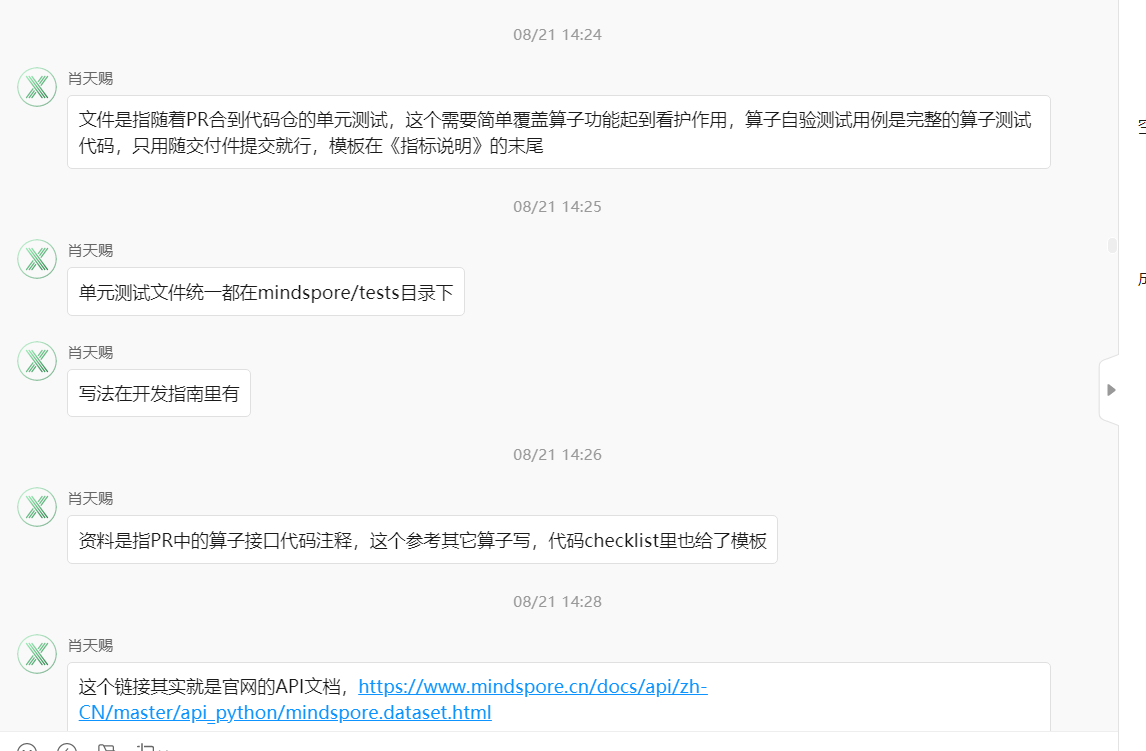 08/21 14:24
肖天赐
文件是指随着PR合到代码仓的单元测试，这个需要简单覆盖算子功能起到看护作用，算子自验测试用例是完整的算子测试
代码，只用随交付件提交就行，模板在《指标说明》的末尾
08/21 14:25
肖天赐
单元测试文件统一都在mindspore/tests目录下
肖天赐
写法在开发指南里有
08/21 14:26
肖天赐
资料是指PR中的算子接口代码注释，这个参考其它算子写，代码checklist里也给了模板
08/21 14:28
肖天赐
这个链接其实就是官网的API文档，https://www.mindspore.cn/docs/api/zh-
CN/master/api_python/mindspore.dataset.html